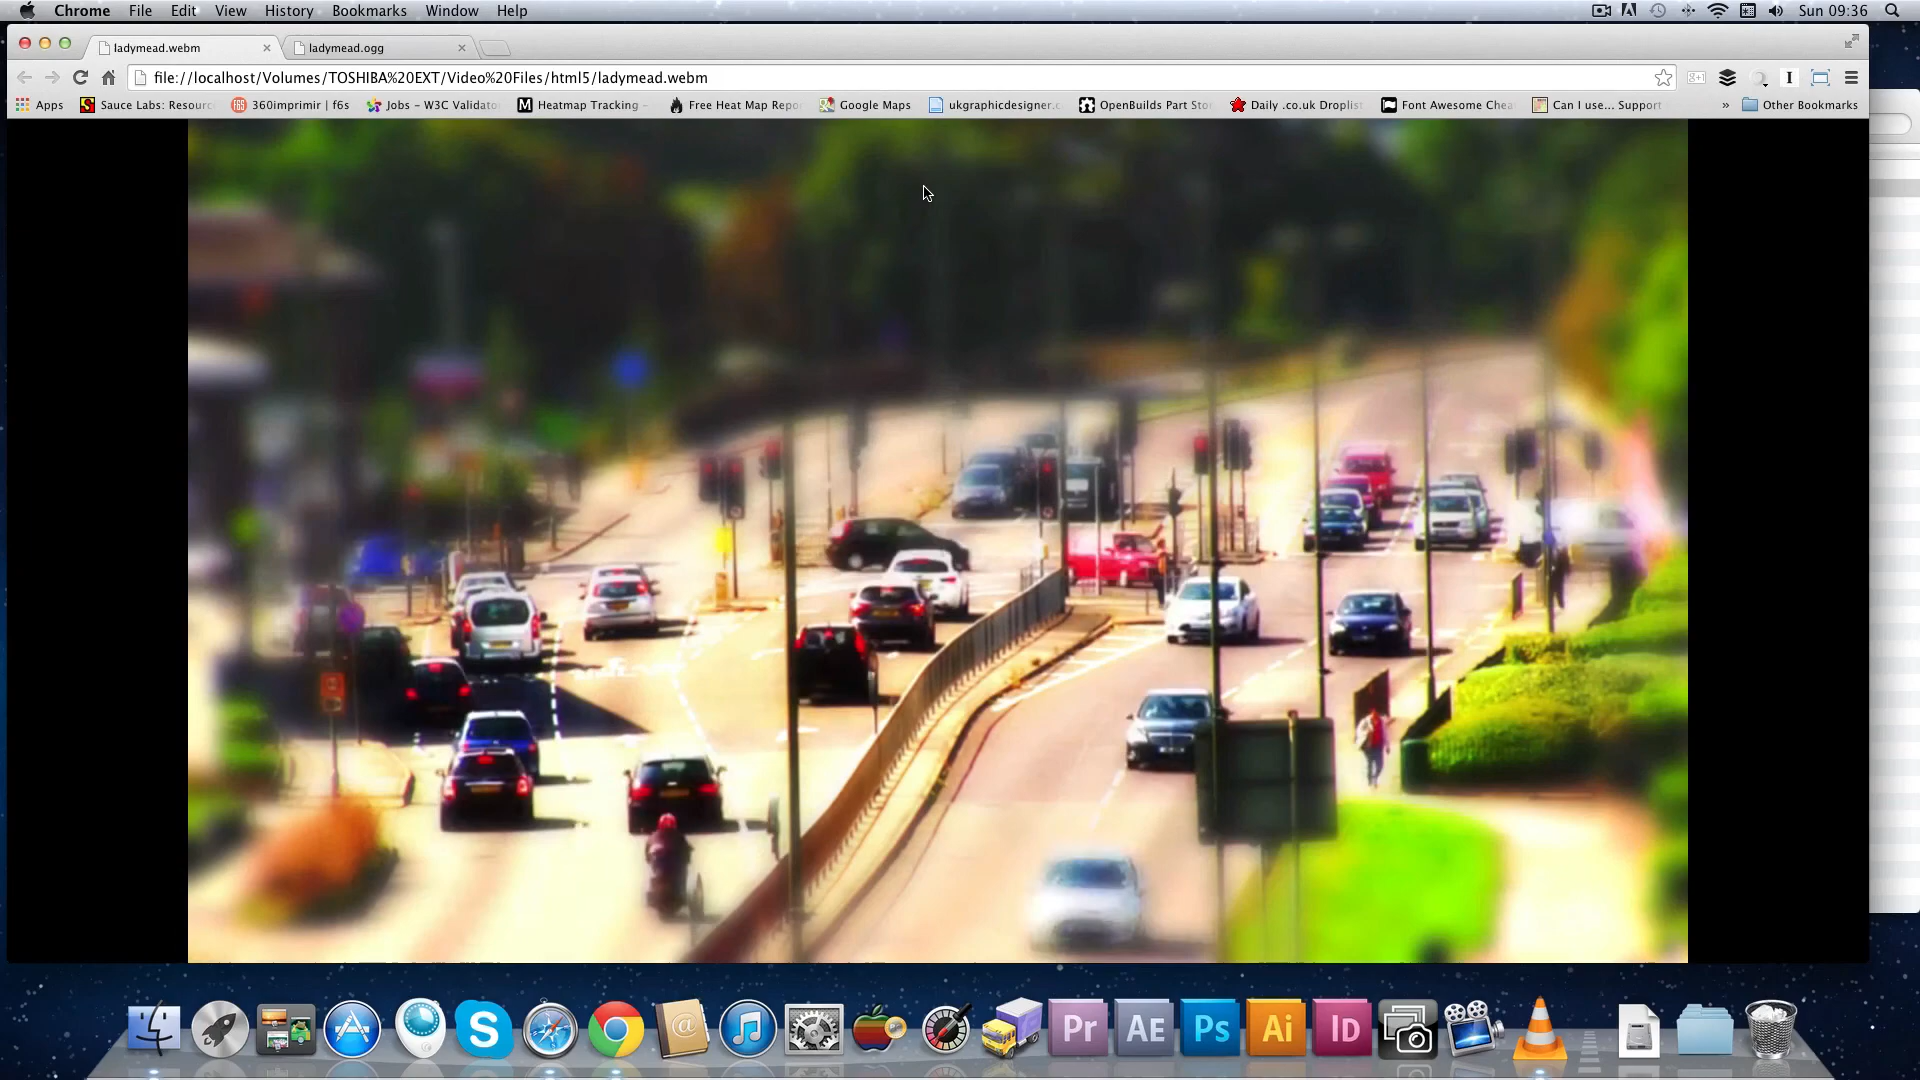 Chrome File Edit View History Bookmarks Window Help
Sun 09:36
ladymead.webm
ladymead.ogg
file://localhost/Volumes/TOSHIBA%20EXT/Video%20Files/html5/ladymead.webm
Apps
Sauce Labs: Resour
360imprimir | f6s
Jobs - W3C Validato
Heatmap Tracking -
Free Heat Map Repo
Google Maps
ukgraphicdesigner.c
OpenBuilds Part Sto
Daily .co.uk Droplist
Font Awesome Chea
Can I use... Support
»
Other Bookmarks
Pr
AE
Ps
Ai
Id